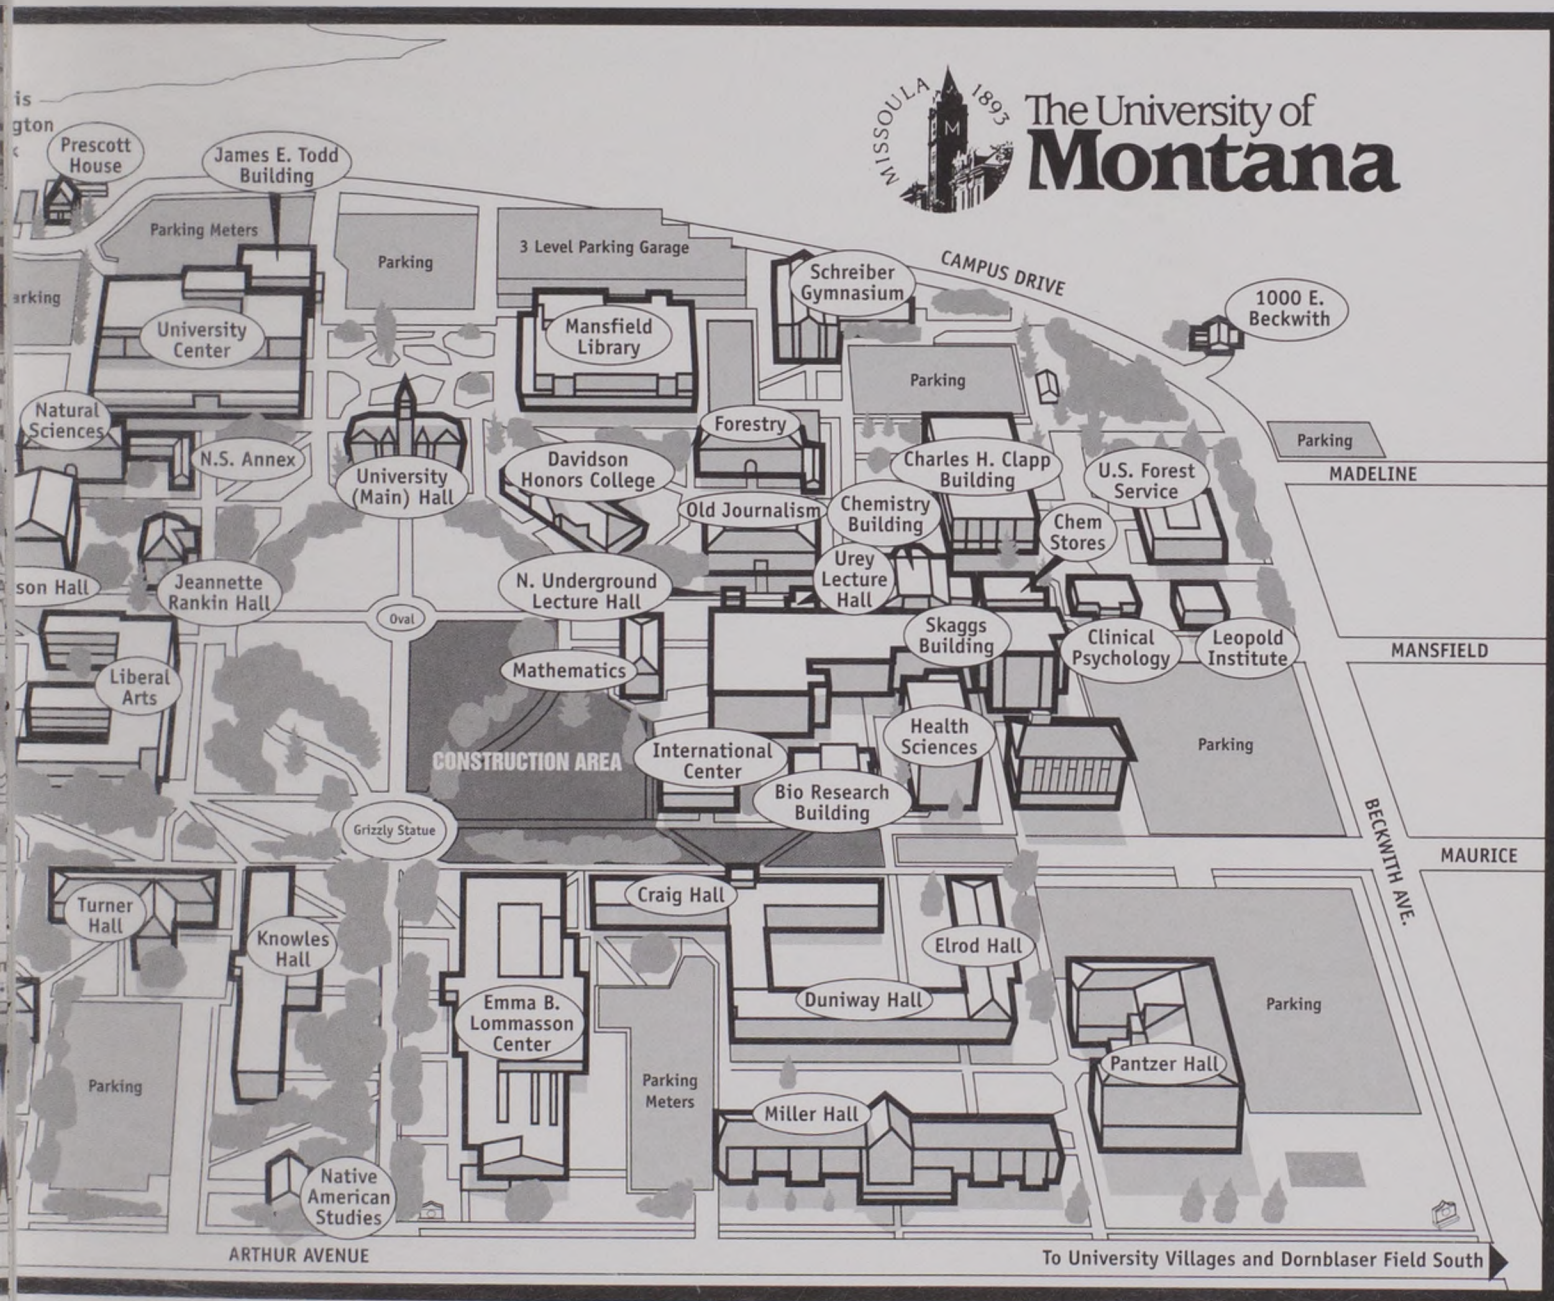 is
gton
k
Prescott
House
James E. Todd
Building
MISSOULA 1893
M
The University of
Montana
Parking Meters
Parking
3 Level Parking Garage
Schreiber
Gymnasium
CAMPUS DRIVE
1000 E.
Beckwith
arking
University
Center
Mansfield
Library
Parking
Natural
Sciences
N.S. Annex
University
(Main) Hall
Davidson
Honors College
Forestry
Charles H. Clapp
Building
U.S. Forest
Service
Parking
MADELINE
Old Journalism
Chemistry
Building
Chem
Stores
son Hall
Jeannette
Rankin Hall
N. Underground
Lecture Hall
Urey
Lecture
Hall
Oval
Skaggs
Building
Clinical
Psychology
Leopold
Institute
MANSFIELD
Liberal
Arts
Mathematics
CONSTRUCTION AREA
International
Center
Health
Sciences
Parking
Bio Research
Building
Grizzly Statue
BECKWITH AVE.
MAURICE
Turner
Hall
Knowles
Hall
Craig Hall
Elrod Hall
Emma B.
Lommasson
Center
Duniway Hall
Parking
Pantzer Hall
Parking
Parking
Meters
Miller Hall
Native
American
Studies
ARTHUR AVENUE
To University Villages and Dornblaser Field South